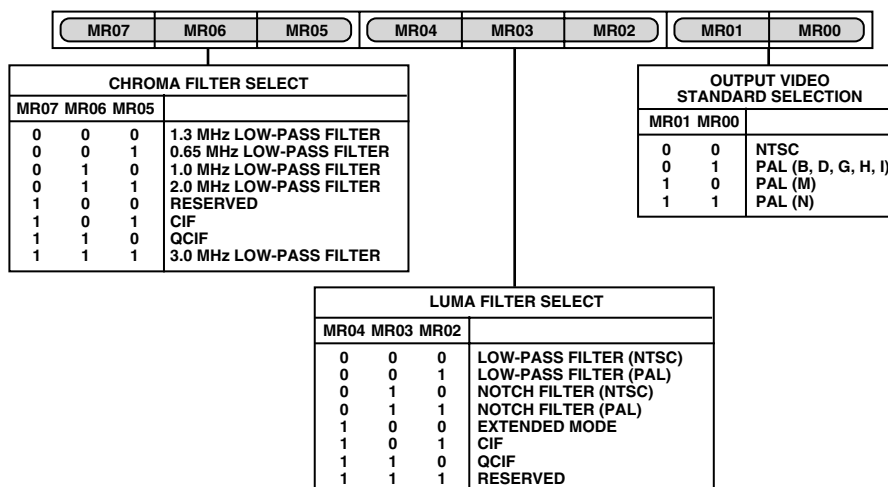 MR07 MR06 MR05 MR04 MR03 MR02 MR01 MR00
CHROMA FILTER SELECT
MR07 MR06 MR05
0 0 0 1.3 MHz LOW-PASS FILTER
0 0 1 0.65 MHz LOW-PASS FILTER
0 1 0 1.0 MHz LOW-PASS FILTER
0 1 1 2.0 MHz LOW-PASS FILTER
1 0 0 RESERVED
1 0 1 CIF
1 1 0 QCIF
1 1 1 3.0 MHz LOW-PASS FILTER
OUTPUT VIDEO
STANDARD SELECTION
MR01 MR00
0 0 NTSC
0 1 PAL (B, D, G, H, I)
1 0 PAL (M)
1 1 PAL (N)
LUMA FILTER SELECT
MR04 MR03 MR02
0 0 0 LOW-PASS FILTER (NTSC)
0 0 1 LOW-PASS FILTER (PAL)
0 1 0 NOTCH FILTER (NTSC)
0 1 1 NOTCH FILTER (PAL)
1 0 0 EXTENDED MODE
1 0 1 CIF
1 1 0 QCIF
1 1 1 RESERVED